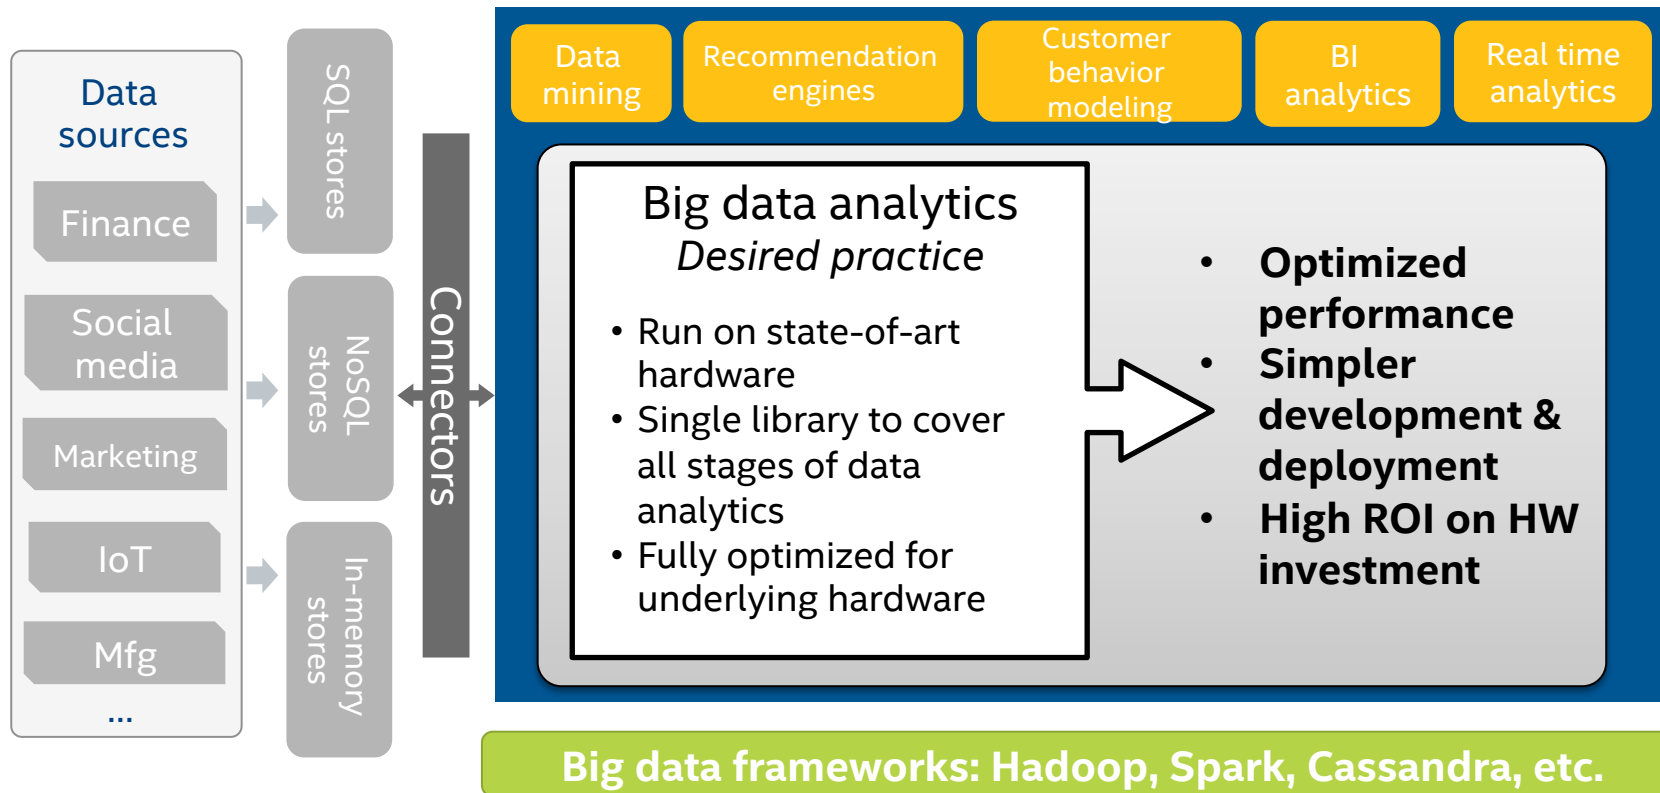 Data
sources
Finance
Social
media
Marketing
IoT
Mfg
...
SQL stores
NoSQL
stores
In-memory
stores
Connectors
Data
mining
Recommendation
engines
Customer
behavior
modeling
BI
analytics
Real time
analytics
Big data analytics
Desired practice
• Run on state-of-art
hardware
• Single library to cover
all stages of data
analytics
• Fully optimized for
underlying hardware
• Optimized
performance
• Simpler
development &
deployment
• High ROI on HW
investment
Big data frameworks: Hadoop, Spark, Cassandra, etc.